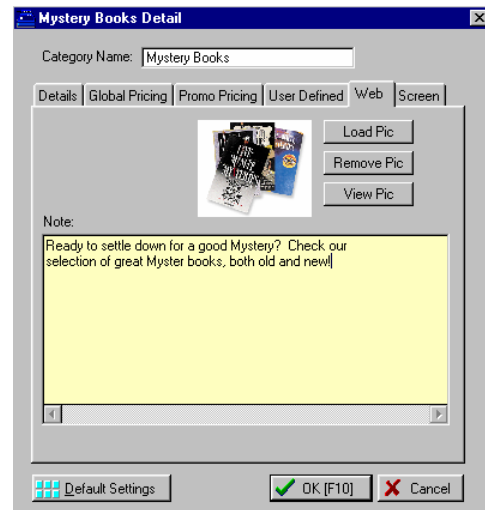 Mystery Books Detail
Category Name: Mystery Books
Details Global Pricing Promo Pricing User Defined Web Screen
Load Pic
Remove Pic
View Pic
Note:
Ready to settle down for a good Mystery? Check our
selection of great Myster books, both old and new!
Default Settings OK [F10] Cancel